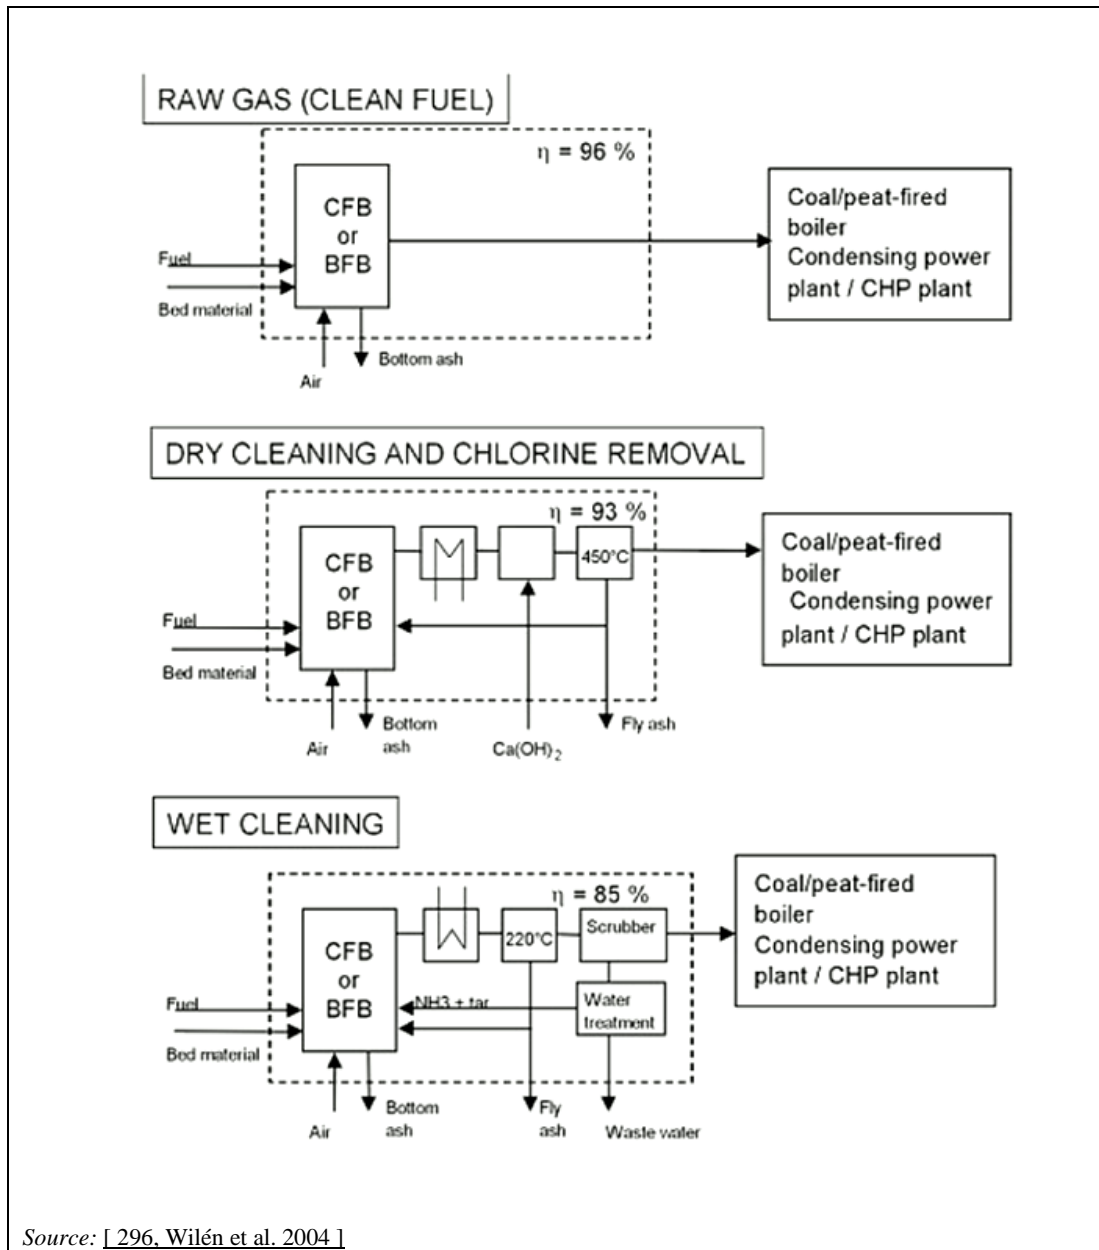 RAW GAS (CLEAN FUEL)
η = 96 %
CFB
or
BFB
Fuel
Bed material
Air
Bottom ash
Coal/peat-fired
boiler
Condensing power
plant / CHP plant
DRY CLEANING AND CHLORINE REMOVAL
η = 93 %
CFB
or
BFB
450°C
Fuel
Bed material
Air
Bottom
ash
Ca(OH)2
Fly ash
Coal/peat-fired
boiler
Condensing power
plant / CHP plant
WET CLEANING
η = 85 %
CFB
or
BFB
220°C
Scrubber
NH3 + tar
Water
treatment
Fuel
Bed material
Air
Bottom
ash
Fly
ash
Waste water
Coal/peat-fired
boiler
Condensing power
plant / CHP plant
Source: [ 296, Wilén et al. 2004 ]